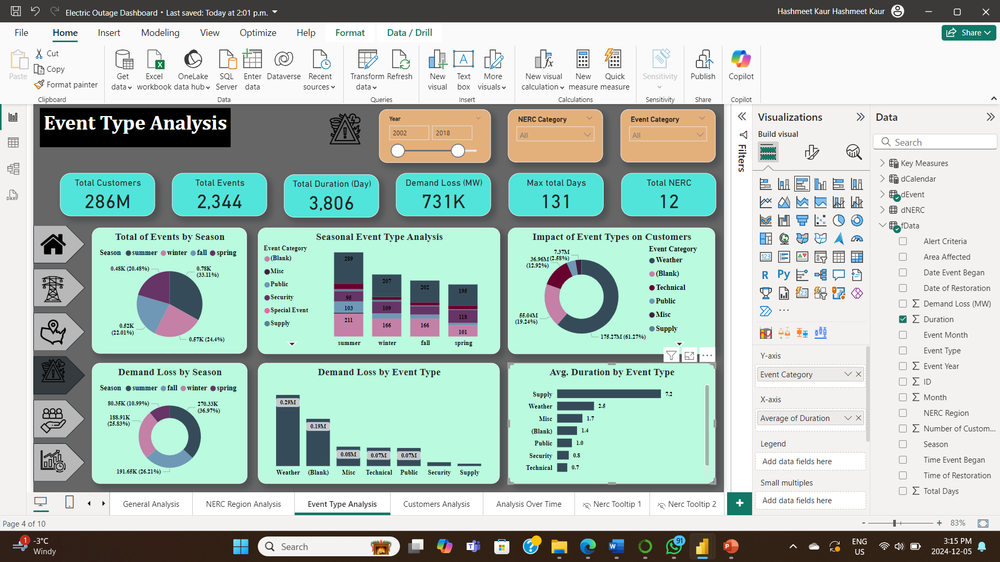 Electric Outage Dashboard • Last saved: Today at 2:01 p.m.
Hashmeet Kaur Hashmeet Kaur
File Home Insert Modeling View Optimize Help Format Data / Drill
Share
Paste
Cut
Copy
Format painter
Clipboard
Get data
Excel workbook
OneLake data hub
SQL Server
Enter data
Dataverse
Recent sources
Data
Transform data
Refresh
Queries
New visual
Text box
More visuals
Insert
New visual calculation
New measure
Quick measure
Calculations
Sensitivity
Sensitivity
Publish
Share
Copilot
Copilot
Event Type Analysis
Year
2002 2018
NERC Category
All
Event Category
All
Total Customers
286M
Total Events
2,344
Total Duration (Day)
3,806
Demand Loss (MW)
731K
Max total Days
131
Total NERC
12
Total of Events by Season
Season summer winter fall spring
0.48K (20.48%)
0.78K
(33.11%)
0.52K
(22.01%)
0.57K (24.4%)
Seasonal Event Type Analysis
Event Category
(Blank)
Misc
Public
Security
Special Event
Supply
289
95
103
211
207
109
166
202
166
195
118
101
summer winter fall spring
Impact of Event Types on Customers
7.37M
(2.58%)
36.96M
(12.92%)
55.04M
(19.24%)
175.27M (61.27%)
Event Category
Weather
(Blank)
Technical
Public
Misc
Supply
Demand Loss by Season
Season summer fall winter spring
80.35K (10.99%)
270.33K
(36.97%)
188.91K
(25.83%)
191.65K (26.21%)
Demand Loss by Event Type
0.29M
0.19M
0.08M
0.07M
0.07M
Weather (Blank) Misc Technical Public Security Supply
Avg. Duration by Event Type
Supply 7.2
Weather 2.5
Misc 1.7
(Blank) 1.4
Public 1.0
Security 0.8
Technical 0.7
Filters
Visualizations
Build visual
123
R Py
123
Y-axis
Event Category
X-axis
Average of Duration
Legend
Add data fields here
Small multiples
Add data fields here
Data
Search
Key Measures
dCalendar
dEvent
dNERC
fData
Alert Criteria
Area Affected
Date Event Began
Date of Restoration
Demand Loss (MW)
Duration
Event Month
Event Type
Event Year
ID
Month
NERC Region
Number of Custom...
Season
Time Event Began
Time of Restoration
Total Days
DAX
General Analysis NERC Region Analysis Event Type Analysis Customers Analysis Analysis Over Time Nerc Tooltip 1 Nerc Tooltip 2
Page 4 of 10
- + 83%
1
-3°C
Windy
Search
91
ENG
US
3:15 PM
2024-12-05